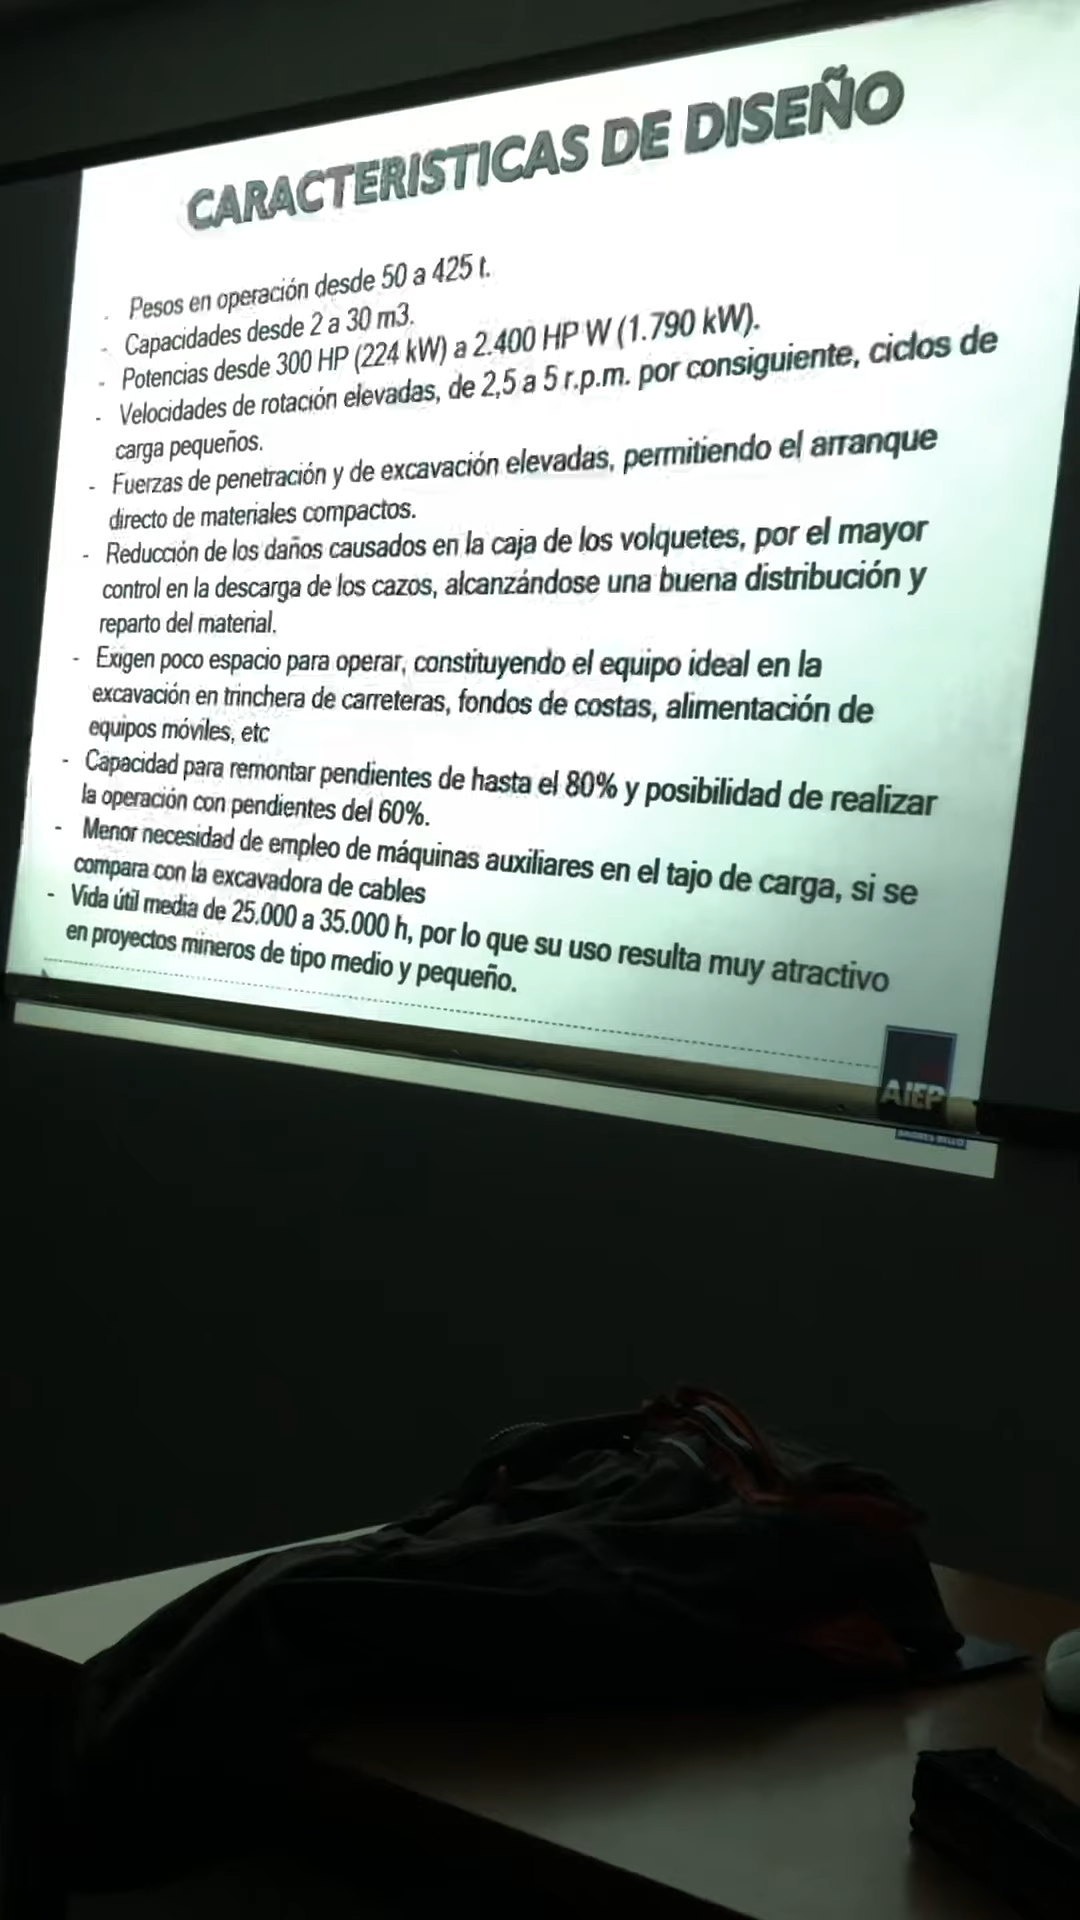 CARACTERISTICAS DE DISEÑO
- Pesos en operación desde 50 a 425 t.
- Capacidades desde 2 a 30 m3.
- Potencias desde 300 HP (224 kW) a 2.400 HP W (1.790 kW).
- Velocidades de rotación elevadas, de 2,5 a 5 r.p.m. por consiguiente, ciclos de
carga pequeños.
- Fuerzas de penetración y de excavación elevadas, permitiendo el arranque
directo de materiales compactos.
- Reducción de los daños causados en la caja de los volquetes, por el mayor
control en la descarga de los cazos, alcanzándose una buena distribución y
reparto del material.
- Exigen poco espacio para operar, constituyendo el equipo ideal en la
excavación en trinchera de carreteras, fondos de costas, alimentación de
equipos móviles, etc
- Capacidad para remontar pendientes de hasta el 80% y posibilidad de realizar
la operación con pendientes del 60%.
- Menor necesidad de empleo de máquinas auxiliares en el tajo de carga, si se
compara con la excavadora de cables
- Vida útil media de 25.000 a 35.000 h, por lo que su uso resulta muy atractivo
en proyectos mineros de tipo medio y pequeño.
AIEP